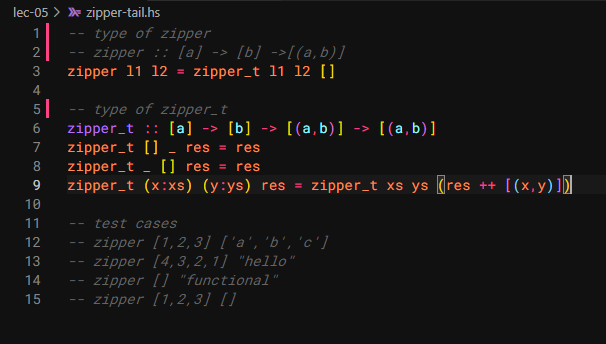 lec-05 > zipper-tail.hs
1 -- type of zipper
2 -- zipper :: [a] -> [b] ->[(a,b)]
3 zipper l1 l2 = zipper_t l1 l2 []
4
5 -- type of zipper_t
6 zipper_t :: [a] -> [b] -> [(a,b)] -> [(a,b)]
7 zipper_t [] _ res = res
8 zipper_t _ [] res = res
9 zipper_t (x:xs) (y:ys) res = zipper_t xs ys (res ++ [(x,y)])
10
11 -- test cases
12 -- zipper [1,2,3] ['a','b','c']
13 -- zipper [4,3,2,1] "hello"
14 -- zipper [] "functional"
15 -- zipper [1,2,3] []